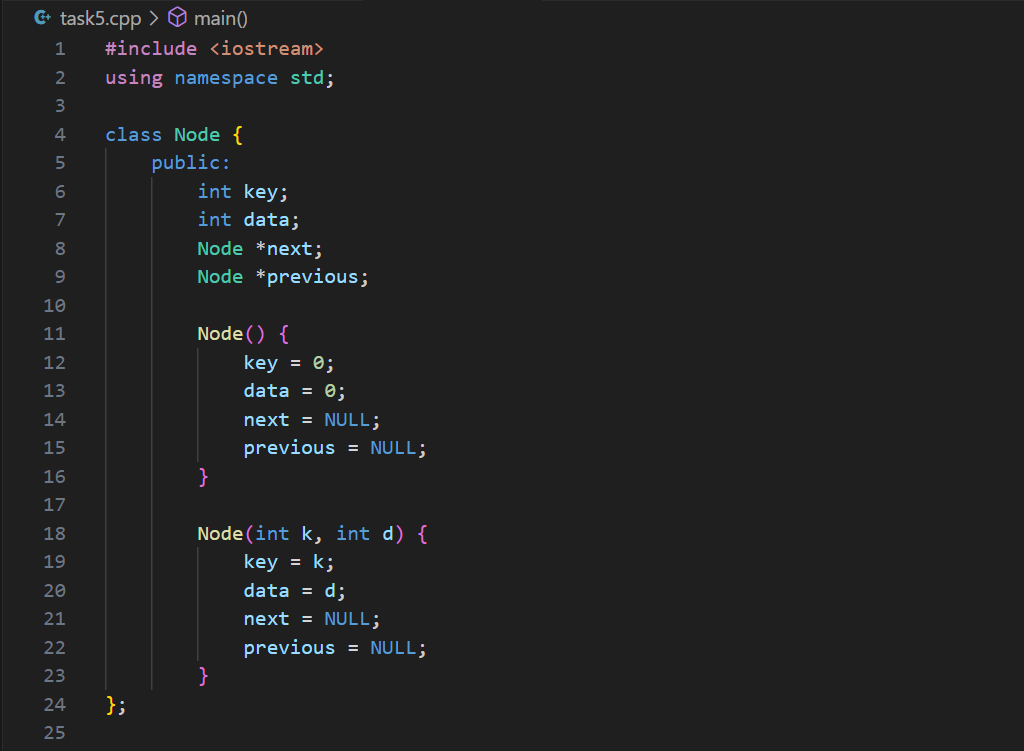 task5.cpp > main()
1 #include <iostream>
2 using namespace std;
3
4 class Node {
5     public:
6         int key;
7         int data;
8         Node *next;
9         Node *previous;
10
11         Node() {
12             key = 0;
13             data = 0;
14             next = NULL;
15             previous = NULL;
16         }
17
18         Node(int k, int d) {
19             key = k;
20             data = d;
21             next = NULL;
22             previous = NULL;
23         }
24 };
25